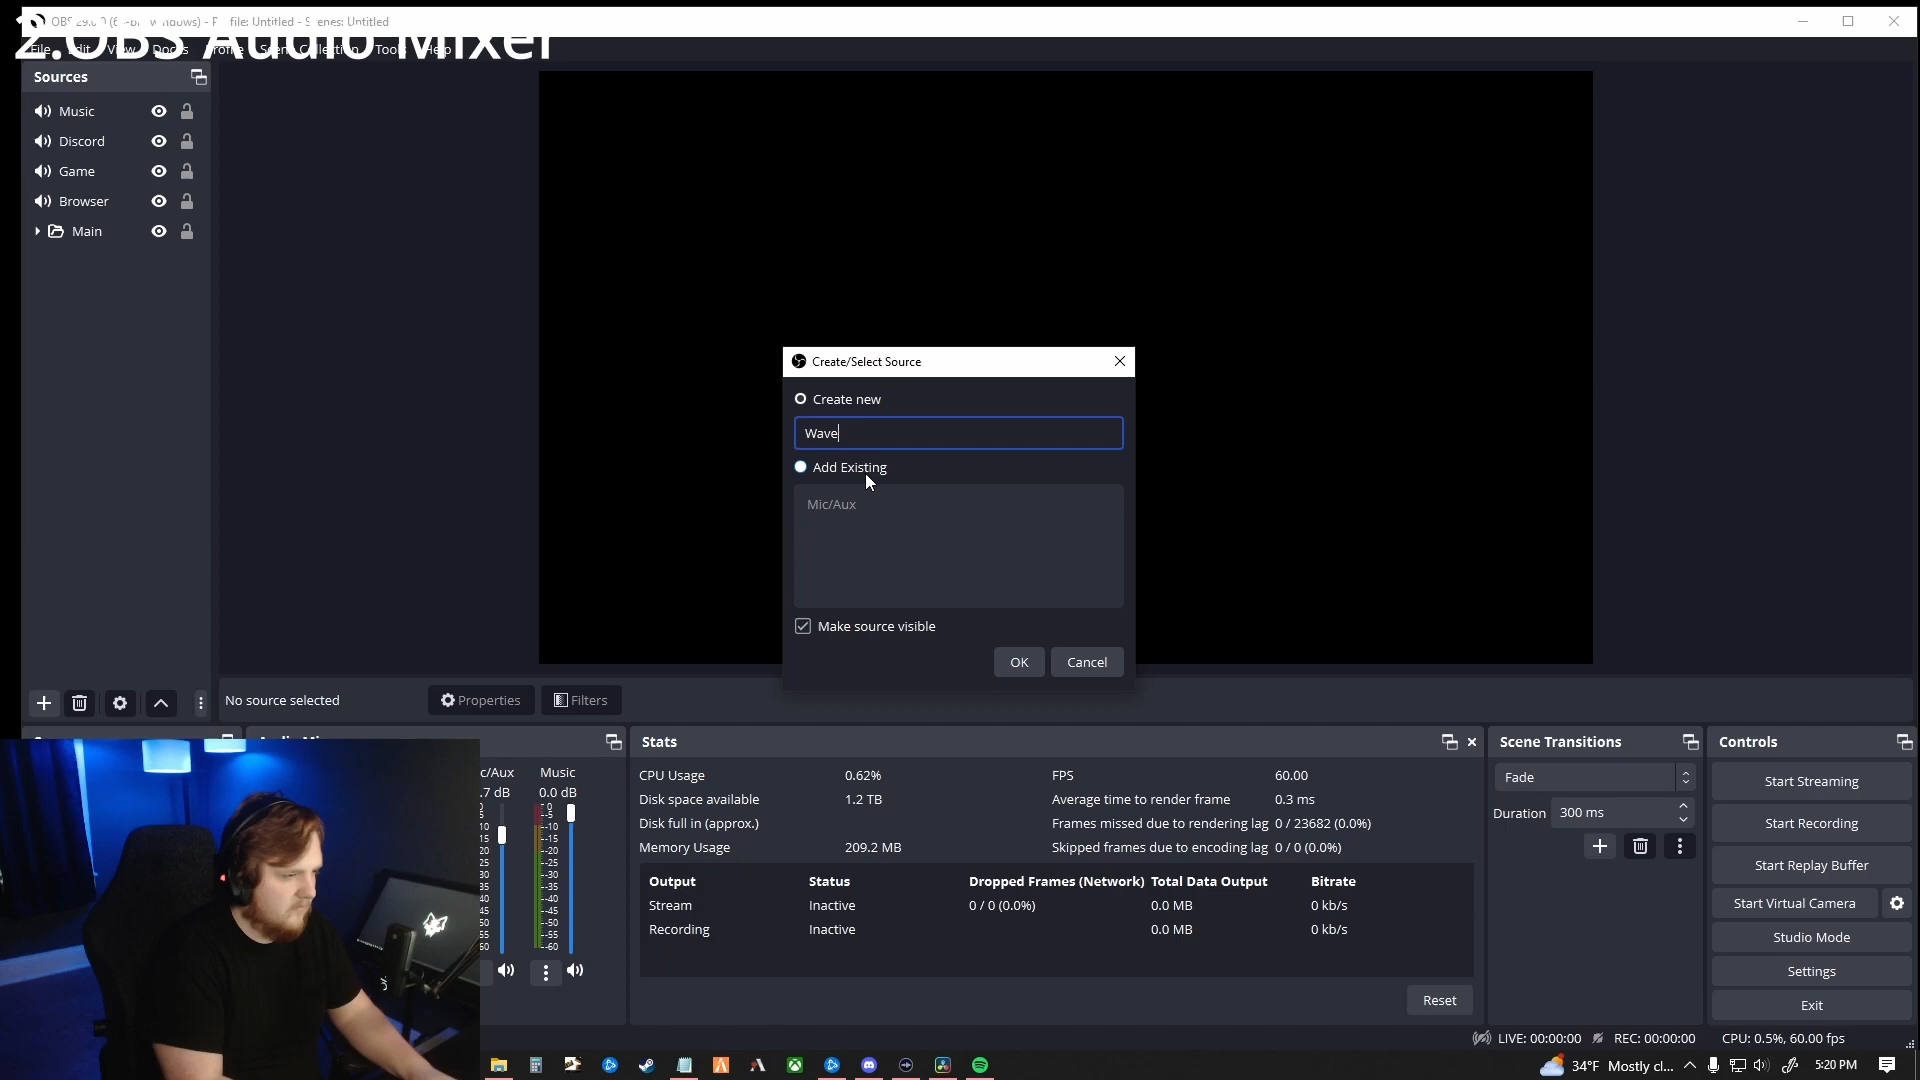 2.OBS Audio Mixer
Sources
Music
Discord
Game
Browser
Main
Create/Select Source
Create new
Wave
Add Existing
Mic/Aux
Make source visible
OK Cancel
No source selected Properties Filters
c/Aux Music
.7 dB 0.0 dB
Stats
CPU Usage 0.62% FPS 60.00
Disk space available 1.2 TB Average time to render frame 0.3 ms
Disk full in (approx.) Frames missed due to rendering lag 0 / 23682 (0.0%)
Memory Usage 209.2 MB Skipped frames due to encoding lag 0 / 0 (0.0%)
Output Status Dropped Frames (Network) Total Data Output Bitrate
Stream Inactive 0 / 0 (0.0%) 0.0 MB 0 kb/s
Recording Inactive 0.0 MB 0 kb/s
Reset
Scene Transitions
Fade
Duration 300 ms
Controls
Start Streaming
Start Recording
Start Replay Buffer
Start Virtual Camera
Studio Mode
Settings
Exit
LIVE: 00:00:00 REC: 00:00:00 CPU: 0.5%, 60.00 fps
34°F Mostly cl... 5:20 PM